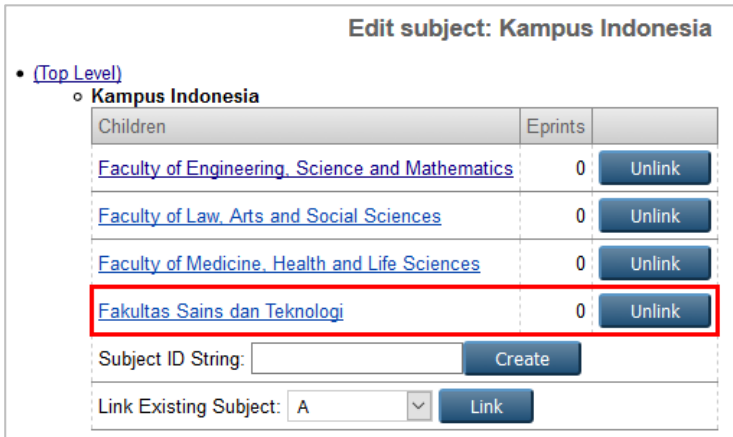 Edit subject: Kampus Indonesia
(Top Level)
Kampus Indonesia
Children Eprints
Faculty of Engineering, Science and Mathematics 0 Unlink
Faculty of Law, Arts and Social Sciences 0 Unlink
Faculty of Medicine, Health and Life Sciences 0 Unlink
Fakultas Sains dan Teknologi 0 Unlink
Subject ID String: Create
Link Existing Subject: A Link